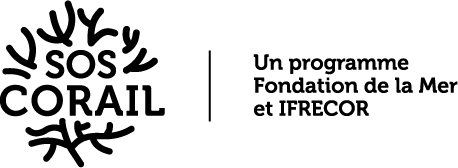 SOS
CORAIL
Un programme
Fondation de la Mer
et IFRECOR